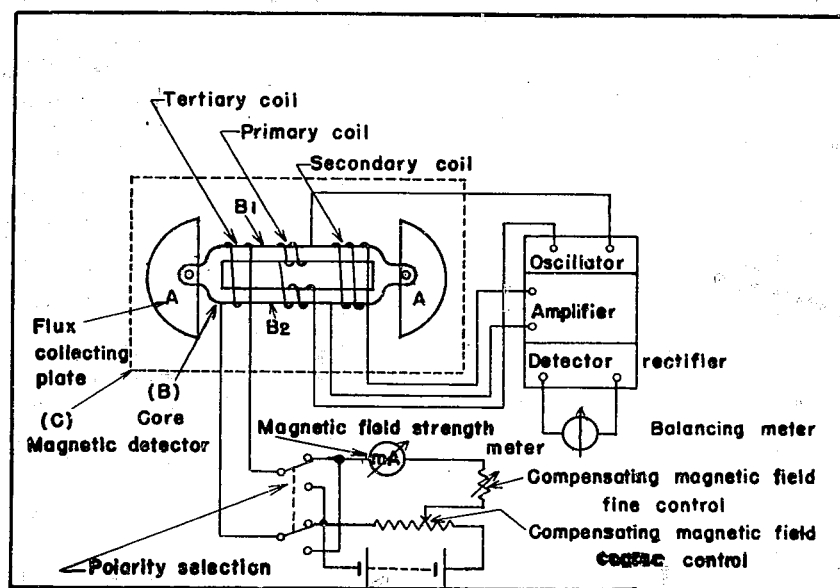 Tertiary coil
Primary coil
Secondary coil
B1
A
A
B2
Oscillator
Amplifier
Detector rectifier
Flux
collecting
plate
(B)
Core
(C)
Magnetic detector
Magnetic field strength
meter
mA
Balancing meter
Compensating magnetic field
fine control
Compensating magnetic field
control
Polarity selection